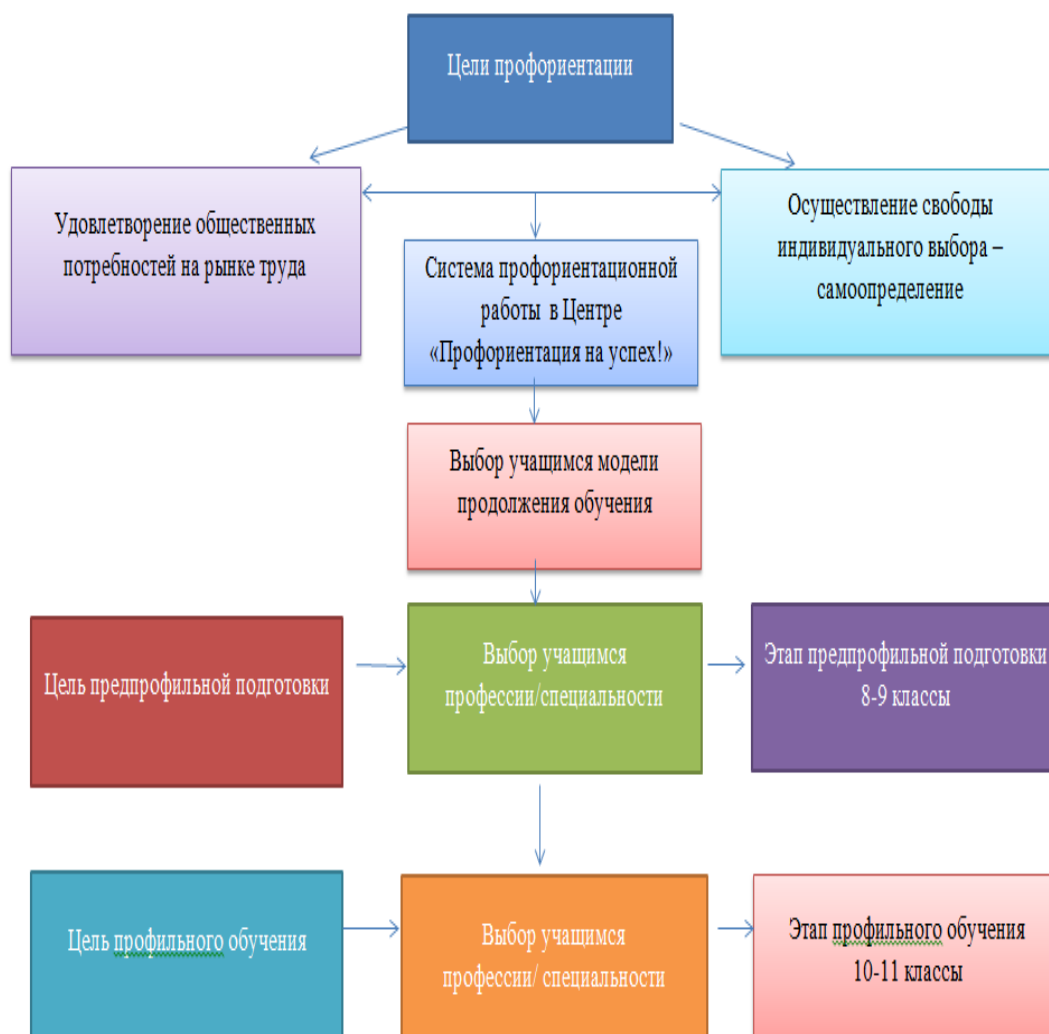 Цели профориентации
Удовлетворение общественных
потребностей на рынке труда
Осуществление свободы
индивидуального выбора –
самоопределение
Система профориентационной
работы в Центре
«Профориентация на успех!»
Выбор учащимся модели
продолжения обучения
Цель предпрофильной подготовки
Выбор учащимся
профессии/специальности
Этап предпрофильной подготовки
8-9 классы
Цель профильного обучения
Выбор учащимся
профессии/ специальности
Этап профильного обучения
10-11 классы